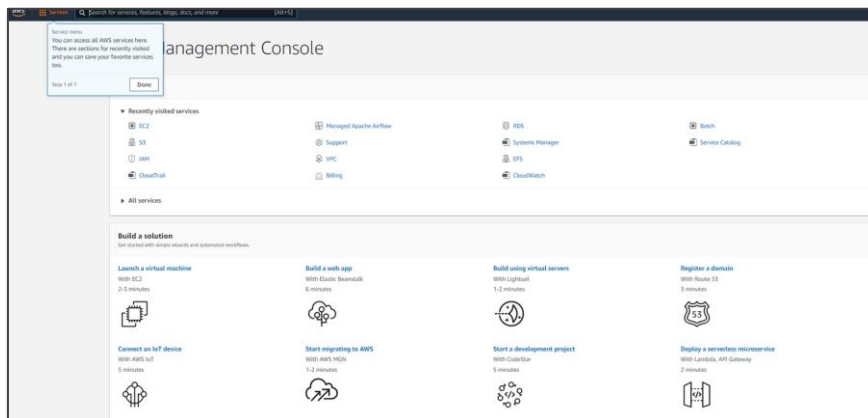 aws
Services
Search for services, features, blogs, docs, and more
[Alt+S]
Service menu
You can access all AWS services here.
There are sections for recently visited
and you can save your favorite services
too.
Step 1 of 1
Done
Management Console
Recently visited services
EC2
Managed Apache Airflow
RDS
Batch
S3
Support
Systems Manager
Service Catalog
IAM
VPC
EFS
CloudTrail
Billing
CloudWatch
All services
Build a solution
Get started with simple wizards and automated workflows.
Launch a virtual machine
With EC2
2-3 minutes
Build a web app
With Elastic Beanstalk
6 minutes
Build using virtual servers
With Lightsail
1-2 minutes
Register a domain
With Route 53
3 minutes
53
Connect an IoT device
With AWS IoT
5 minutes
Start migrating to AWS
With AWS MGN
1-2 minutes
Start a development project
With CodeStar
5 minutes
Deploy a serverless microservice
With Lambda, API Gateway
2 minutes